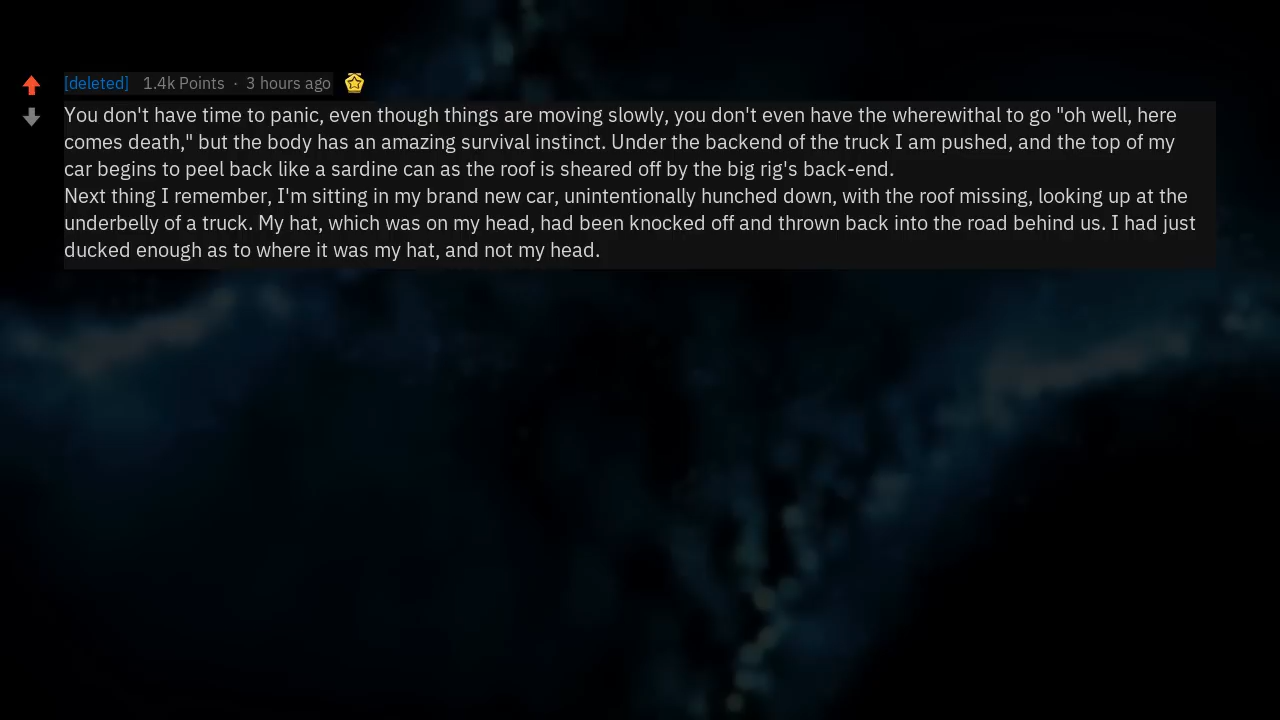 [deleted] 1.4k Points · 3 hours ago
You don't have time to panic, even though things are moving slowly, you don't even have the wherewithal to go "oh well, here
comes death," but the body has an amazing survival instinct. Under the backend of the truck I am pushed, and the top of my
car begins to peel back like a sardine can as the roof is sheared off by the big rig's back-end.
Next thing I remember, I'm sitting in my brand new car, unintentionally hunched down, with the roof missing, looking up at the
underbelly of a truck. My hat, which was on my head, had been knocked off and thrown back into the road behind us. I had just
ducked enough as to where it was my hat, and not my head.